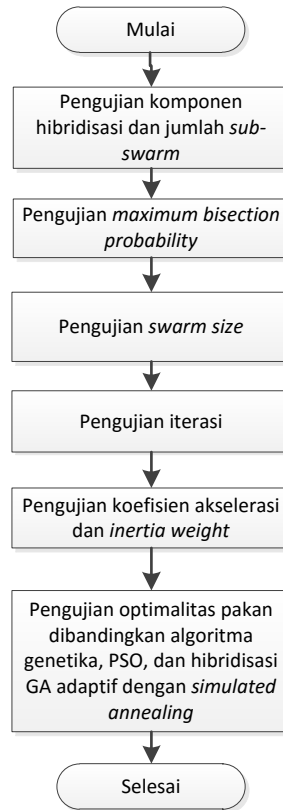 Mulai
Pengujian komponen
hibridisasi dan jumlah sub-
swarm
Pengujian maximum bisection
probability
Pengujian swarm size
Pengujian iterasi
Pengujian koefisien akselerasi
dan inertia weight
Pengujian optimalitas pakan
dibandingkan algoritma
genetika, PSO, dan hibridisasi
GA adaptif dengan simulated
annealing
Selesai